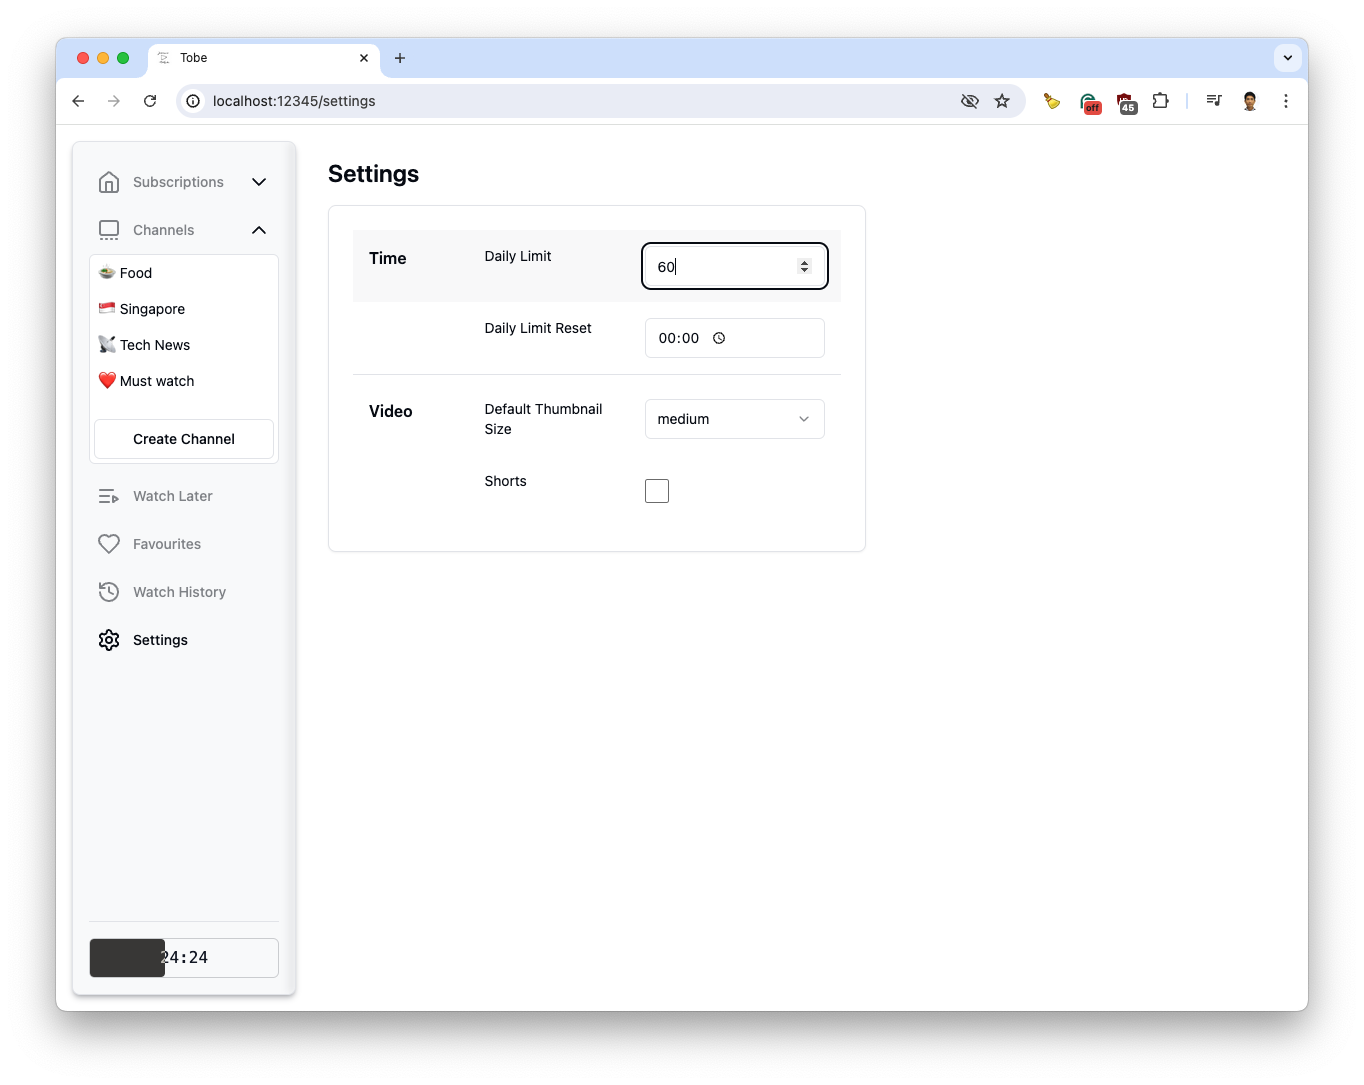 Tobe
localhost:12345/settings
off
45
Subscriptions
Channels
Food
Singapore
Tech News
Must watch
Create Channel
Watch Later
Favourites
Watch History
Settings
24:24
Settings
Time
Daily Limit
60
Daily Limit Reset
00:00
Video
Default Thumbnail
Size
medium
Shorts